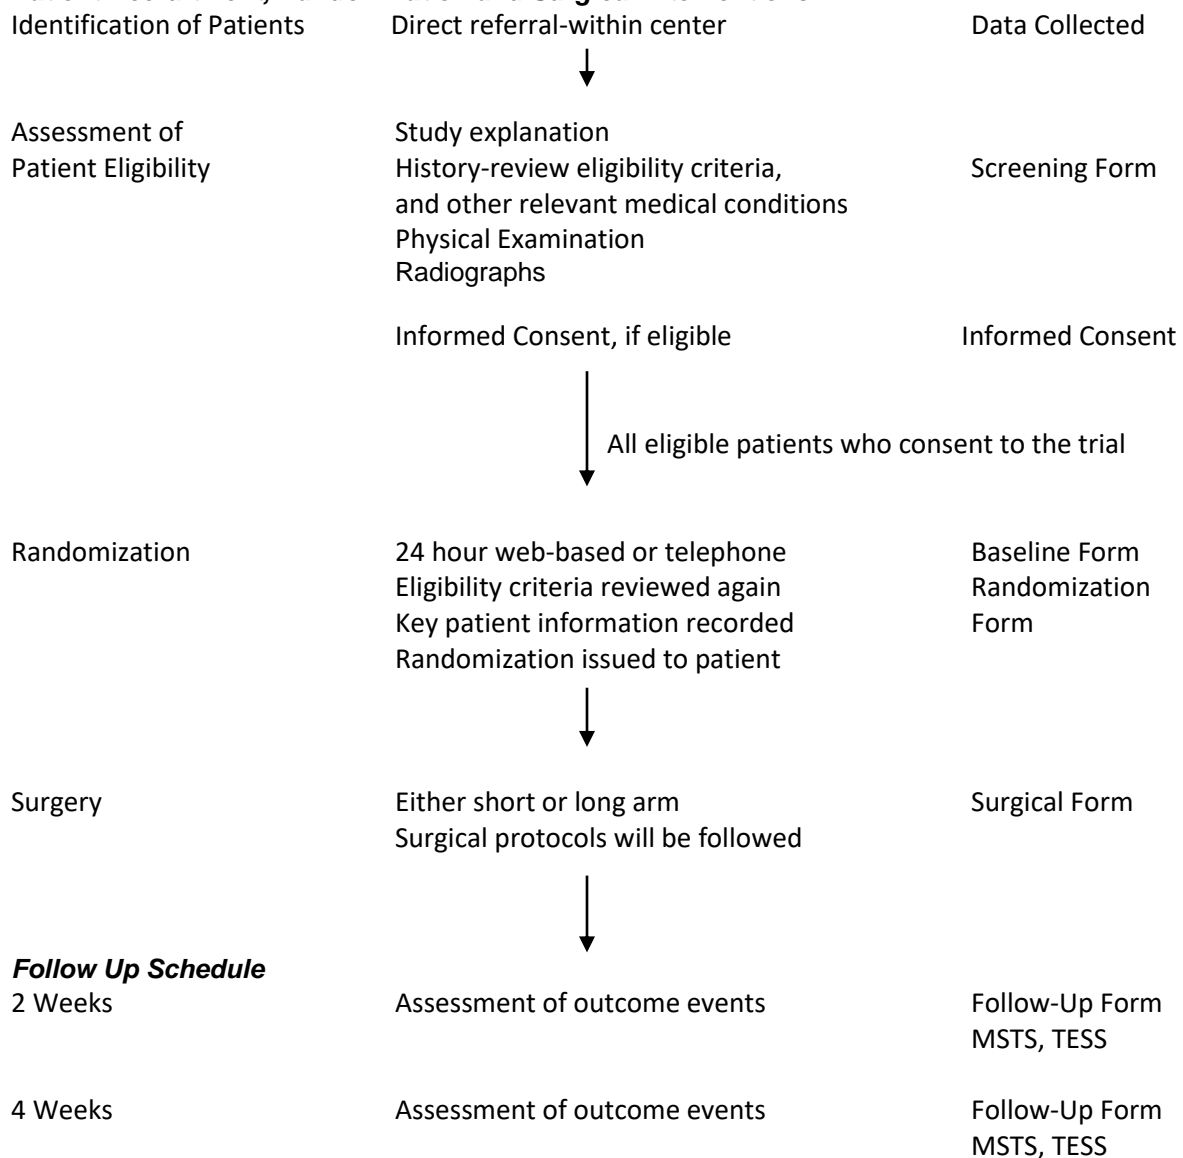 Identification of Patients Direct referral-within center Data Collected
Assessment of Study explanation
Patient Eligibility History-review eligibility criteria, Screening Form
and other relevant medical conditions
Physical Examination
Radiographs
Informed Consent, if eligible Informed Consent
All eligible patients who consent to the trial
Randomization 24 hour web-based or telephone Baseline Form
Eligibility criteria reviewed again Randomization
Key patient information recorded Form
Randomization issued to patient
Surgery Either short or long arm Surgical Form
Surgical protocols will be followed
Follow Up Schedule
2 Weeks Assessment of outcome events Follow-Up Form
MSTS, TESS
4 Weeks Assessment of outcome events Follow-Up Form
MSTS, TESS